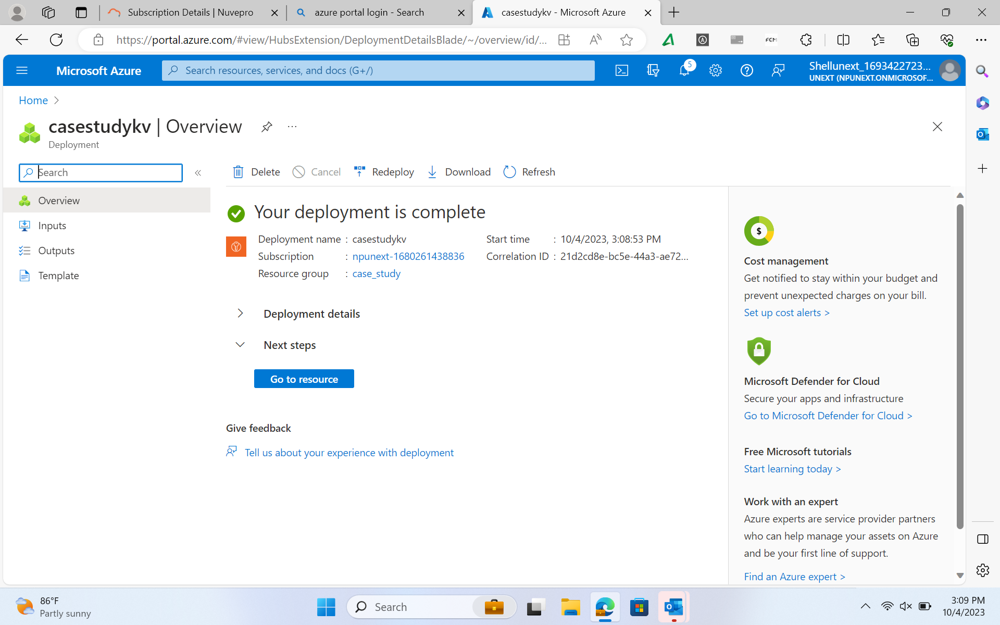 Subscription Details | Nuvepro
azure portal login - Search
casestudykv - Microsoft Azure
https://portal.azure.com/#view/HubsExtension/DeploymentDetailsBlade/~/overview/id/...
FCM
Microsoft Azure
Search resources, services, and docs (G+/)
5
Shellunext_1693422723...
UNEXT (NPUNEXT.ONMICROSOF...
Home
casestudykv | Overview
Deployment
Search
Overview
Inputs
Outputs
Template
Delete
Cancel
Redeploy
Download
Refresh
Your deployment is complete
Deployment name : casestudykv
Subscription : npunext-1680261438836
Resource group : case_study
Start time : 10/4/2023, 3:08:53 PM
Correlation ID : 21d2cd8e-bc5e-44a3-ae72...
Deployment details
Next steps
Go to resource
Give feedback
Tell us about your experience with deployment
$
Cost management
Get notified to stay within your budget and
prevent unexpected charges on your bill.
Set up cost alerts >
Microsoft Defender for Cloud
Secure your apps and infrastructure
Go to Microsoft Defender for Cloud >
Free Microsoft tutorials
Start learning today >
Work with an expert
Azure experts are service provider partners
who can help manage your assets on Azure
and be your first line of support.
Find an Azure expert >
86°F
Partly sunny
Search
3:09 PM
10/4/2023